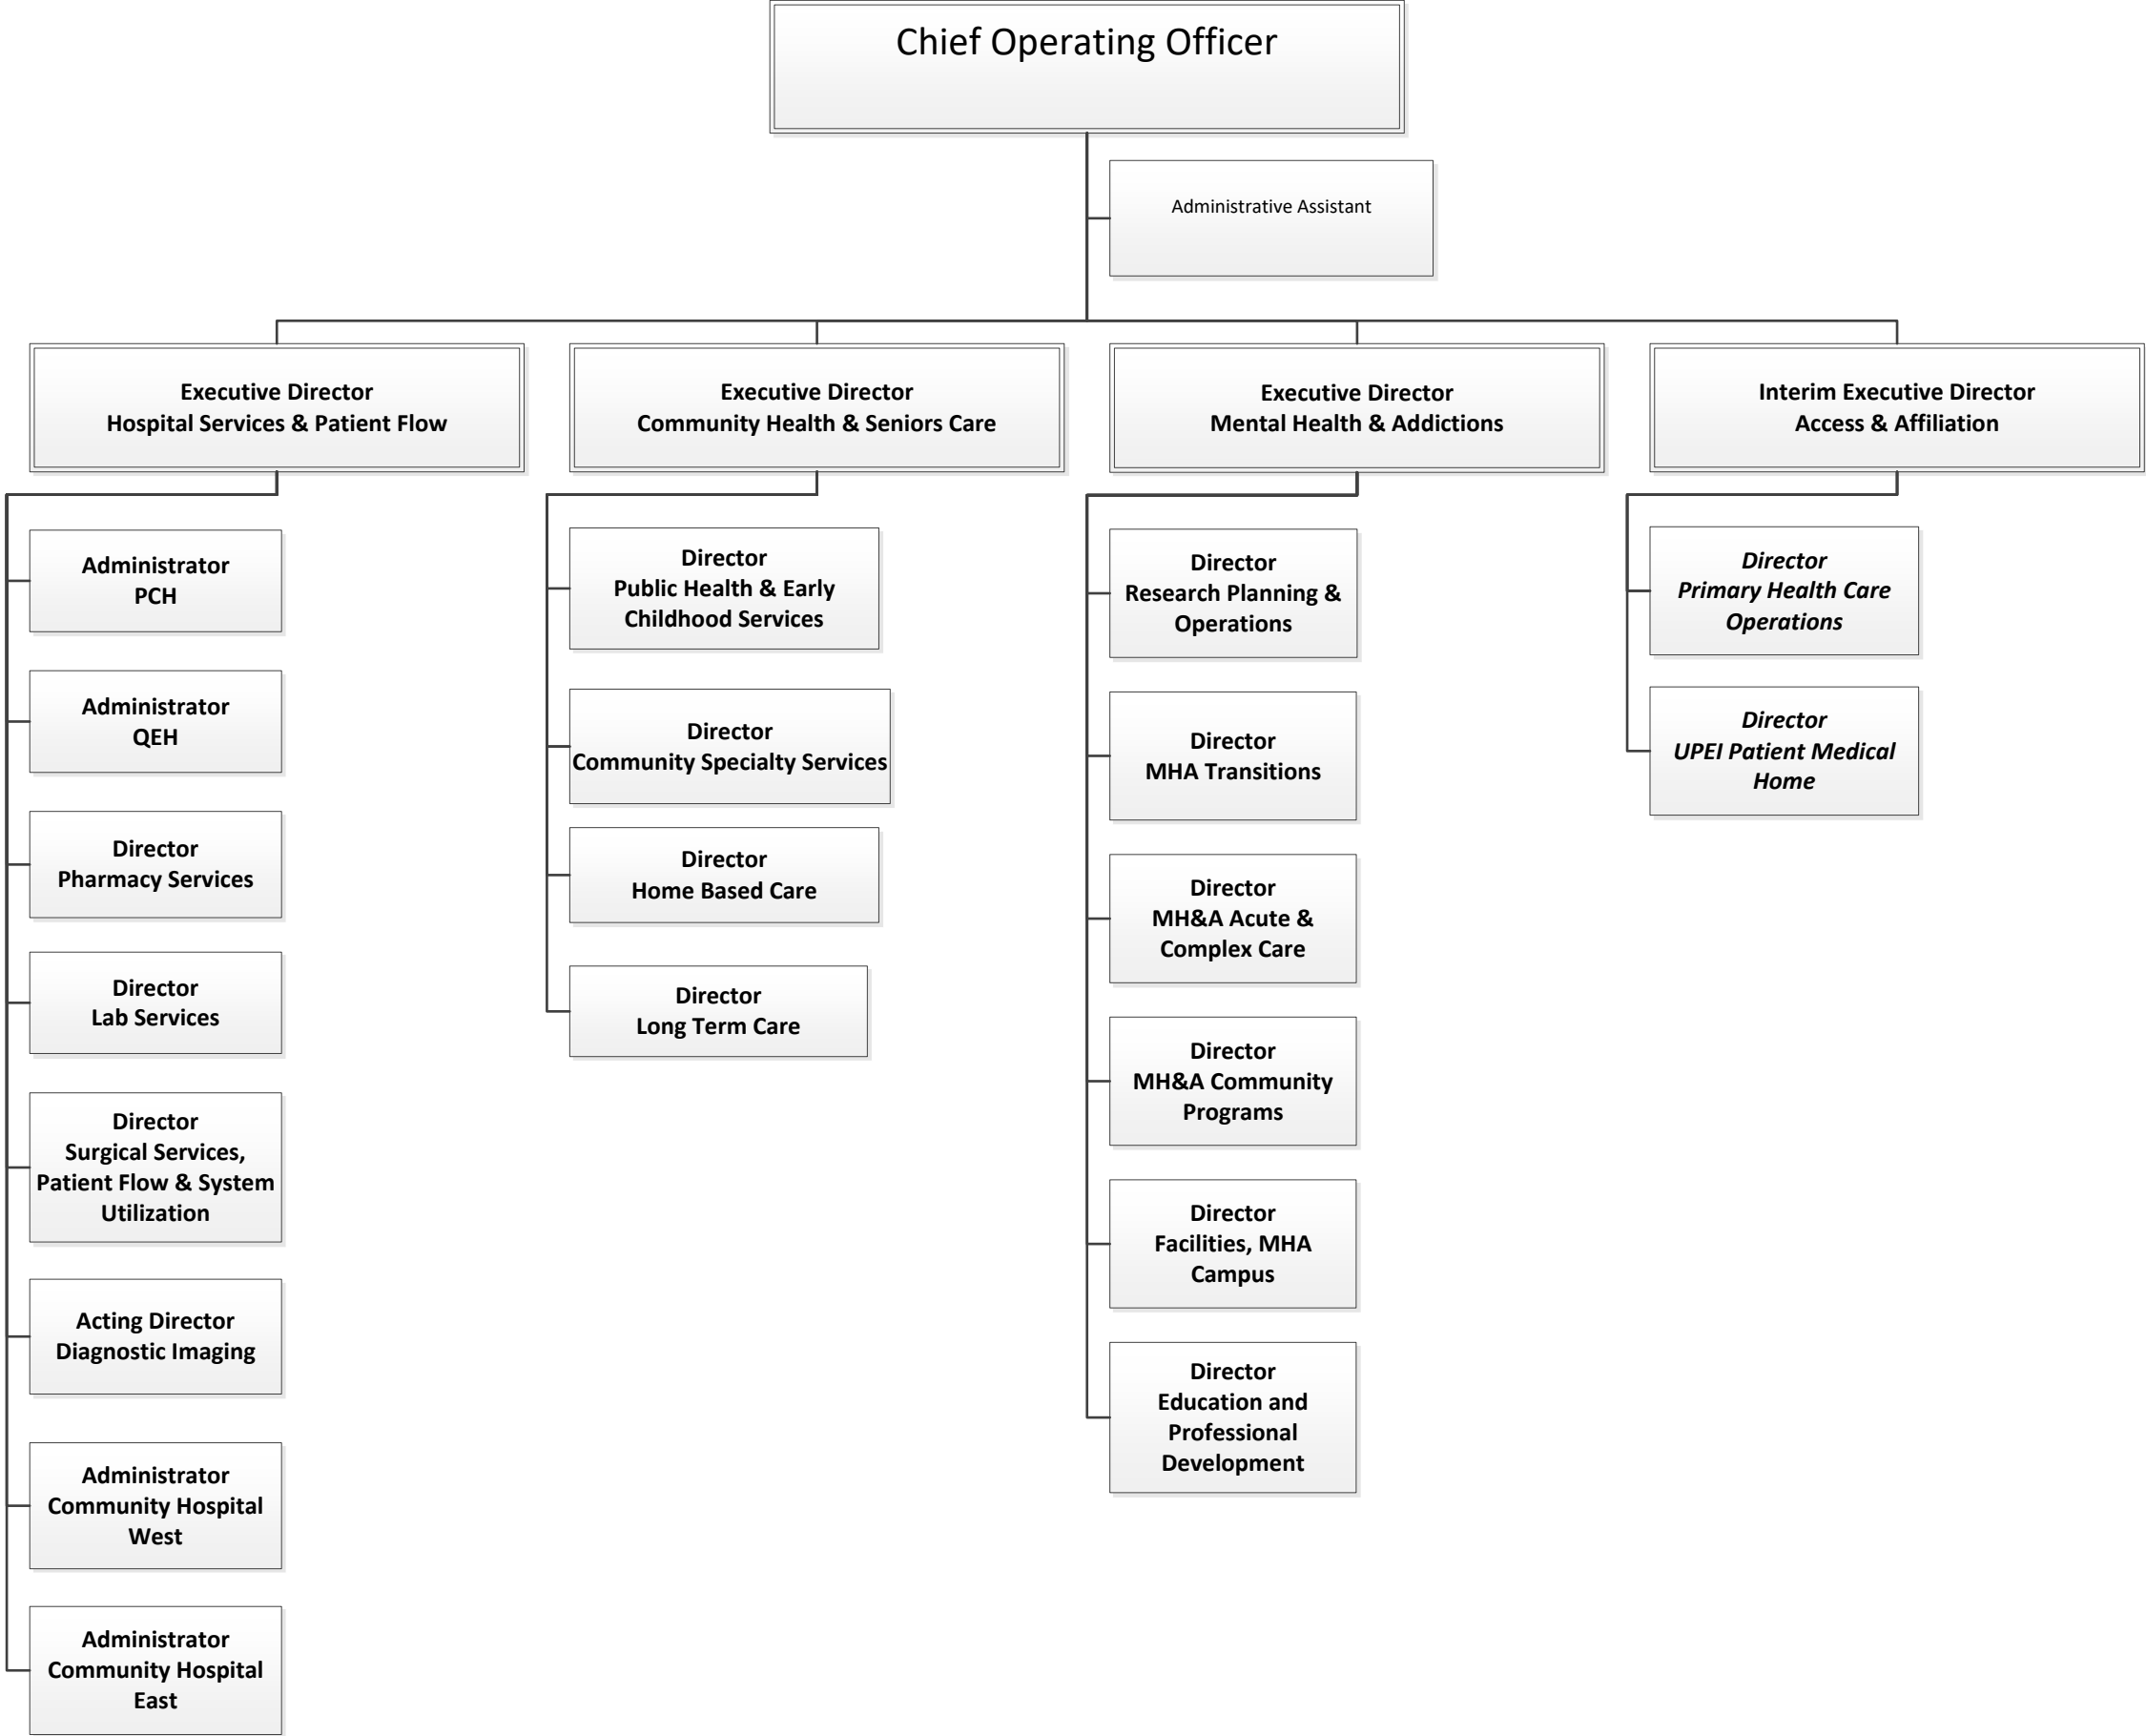 Chief Operating Officer
Administrative Assistant
Executive Director
Hospital Services & Patient Flow
Executive Director
Community Health & Seniors Care
Executive Director
Mental Health & Addictions
Interim Executive Director
Access & Affiliation
Administrator
PCH
Administrator
QEH
Director
Pharmacy Services
Director
Lab Services
Director
Surgical Services,
Patient Flow & System
Utilization
Acting Director
Diagnostic Imaging
Administrator
Community Hospital
West
Administrator
Community Hospital
East
Director
Public Health & Early
Childhood Services
Director
Community Specialty Services
Director
Home Based Care
Director
Long Term Care
Director
Research Planning &
Operations
Director
MHA Transitions
Director
MH&A Acute &
Complex Care
Director
MH&A Community
Programs
Director
Facilities, MHA
Campus
Director
Education and
Professional
Development
Director
Primary Health Care
Operations
Director
UPEI Patient Medical
Home